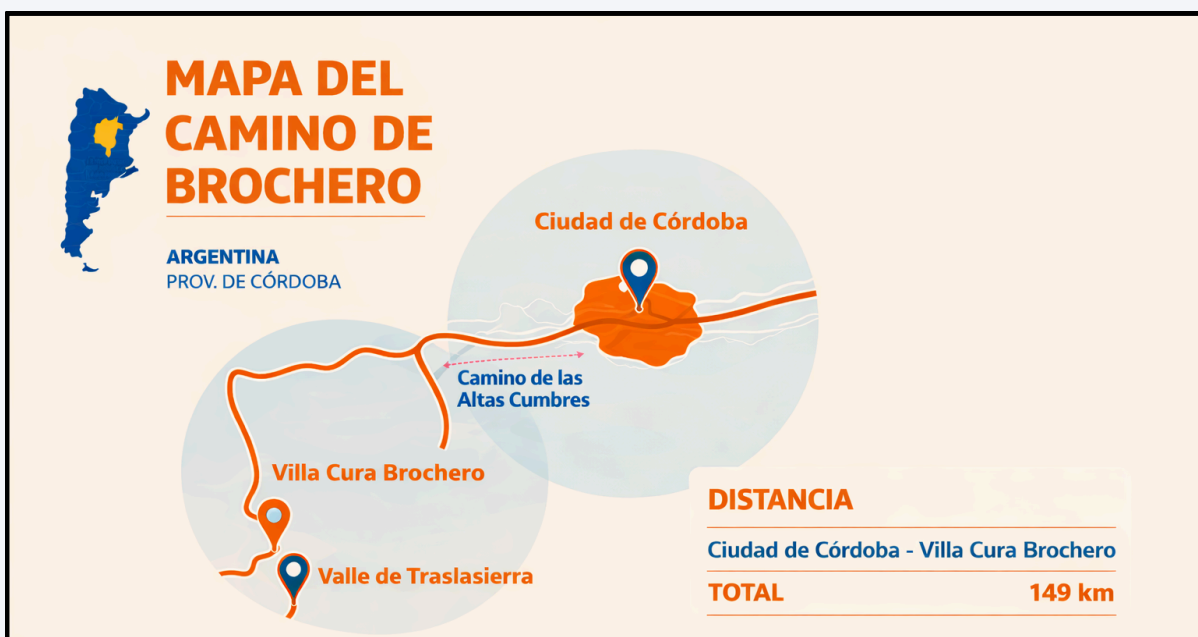 MAPA DEL
CAMINO DE
BROCHERO
ARGENTINA
PROV. DE CÓRDOBA
Ciudad de Córdoba
Camino de las
Altas Cumbres
Villa Cura Brochero
Valle de Traslasierra
DISTANCIA
Ciudad de Córdoba - Villa Cura Brochero
TOTAL 149 km